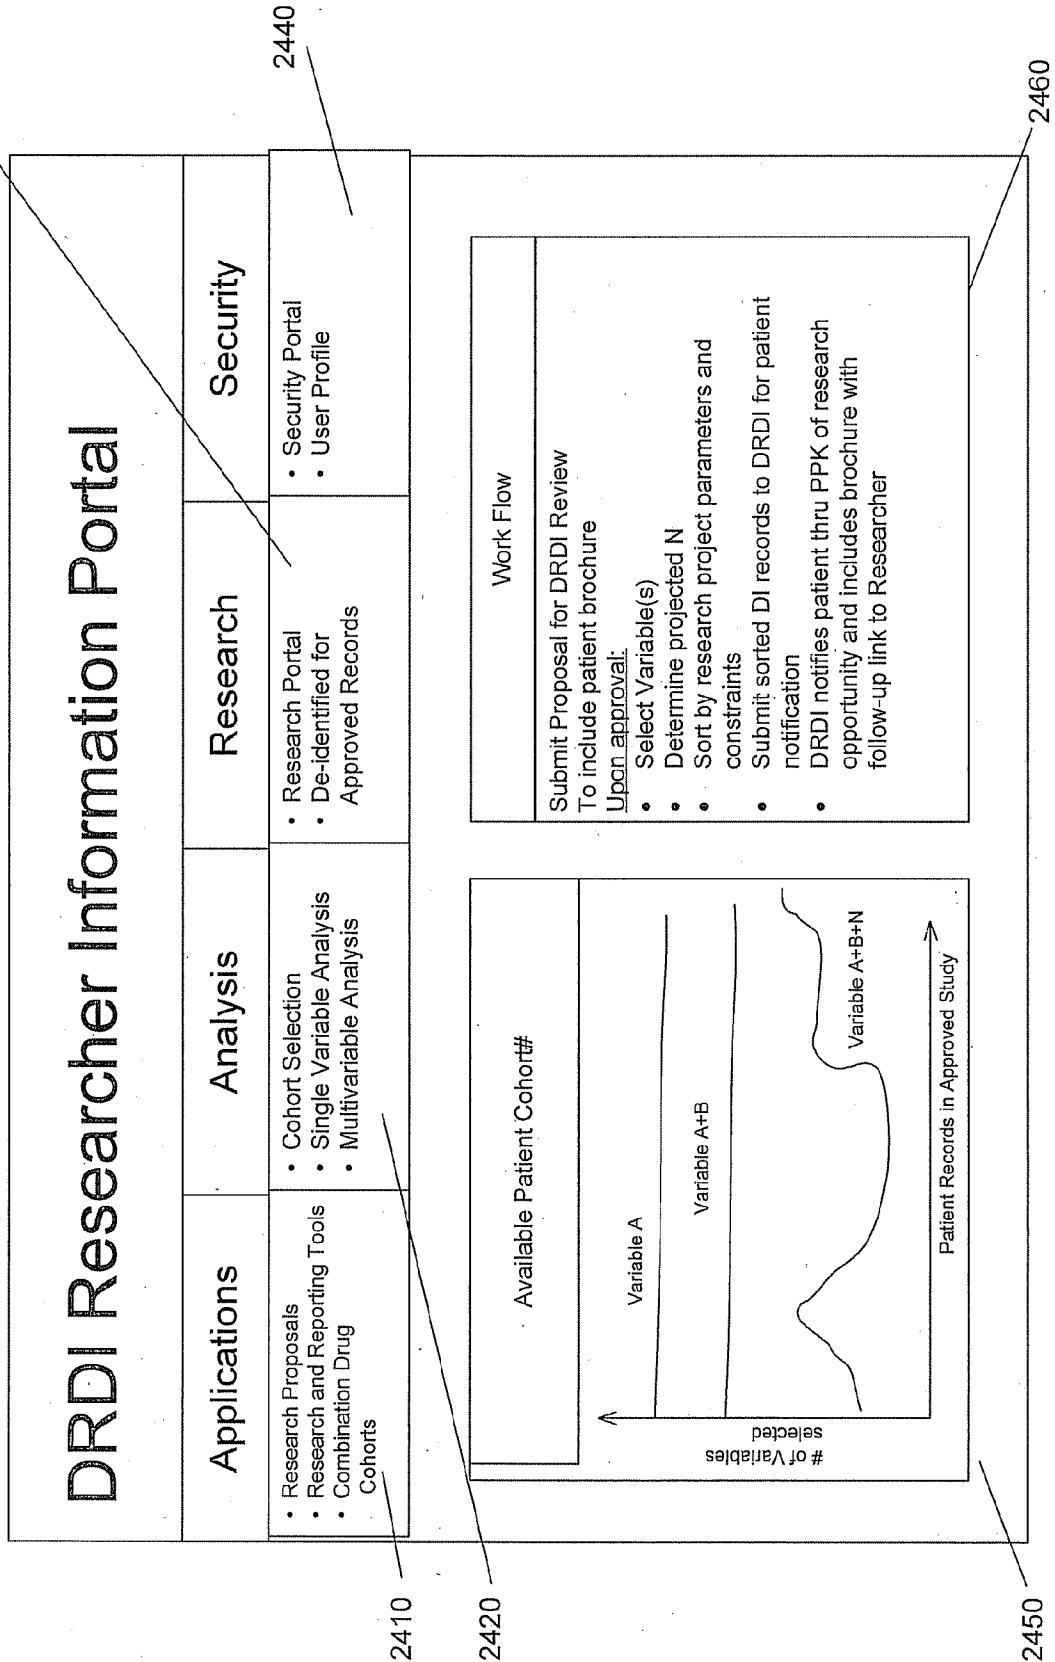 DRDI Researcher Information Portal
Applications
Analysis
Research
Security
• Research Proposals
• Research and Reporting Tools
• Combination Drug
Cohorts
• Cohort Selection
• Single Variable Analysis
• Multivariable Analysis
• Research Portal
• De-identified for
Approved Records
• Security Portal
• User Profile
2440
2410
2420
Available Patient Cohort#
# of Variables
selected
Variable A
Variable A+B
Variable A+B+N
Patient Records in Approved Study
Work Flow
Submit Proposal for DRDI Review
To include patient brochure
Upon approval:
• Select Variable(s)
• Determine projected N
• Sort by research project parameters and
constraints
• Submit sorted DI records to DRDI for patient
notification
• DRDI notifies patient thru PPK of research
opportunity and includes brochure with
follow-up link to Researcher
2450
2460